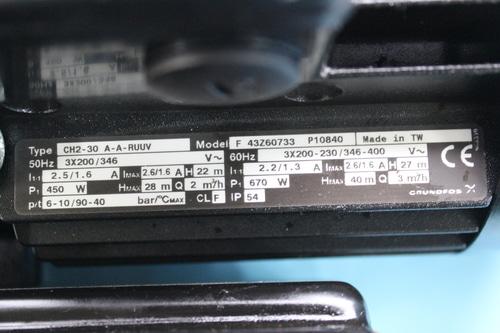 Type CH2-30 A-A-RUUV Model F 43Z60733 P10840 Made in TW
50Hz 3X200/346 V~ 60Hz 3X200-230/346-400 V~
I1/1 2.5/1.6 A IMAX 2.6/1.6 A H 22 m I1/1 2.2/1.3 A IMAX 2.6/1.6 A H 27 m
P1 450 W HMAX 28 m Q 2 m³/h P1 670 W HMAX 40 m Q 3 m³/h
p/t 6-10/90-40 bar/°CMAX CL F IP 54
CE
GRUNDFOS X